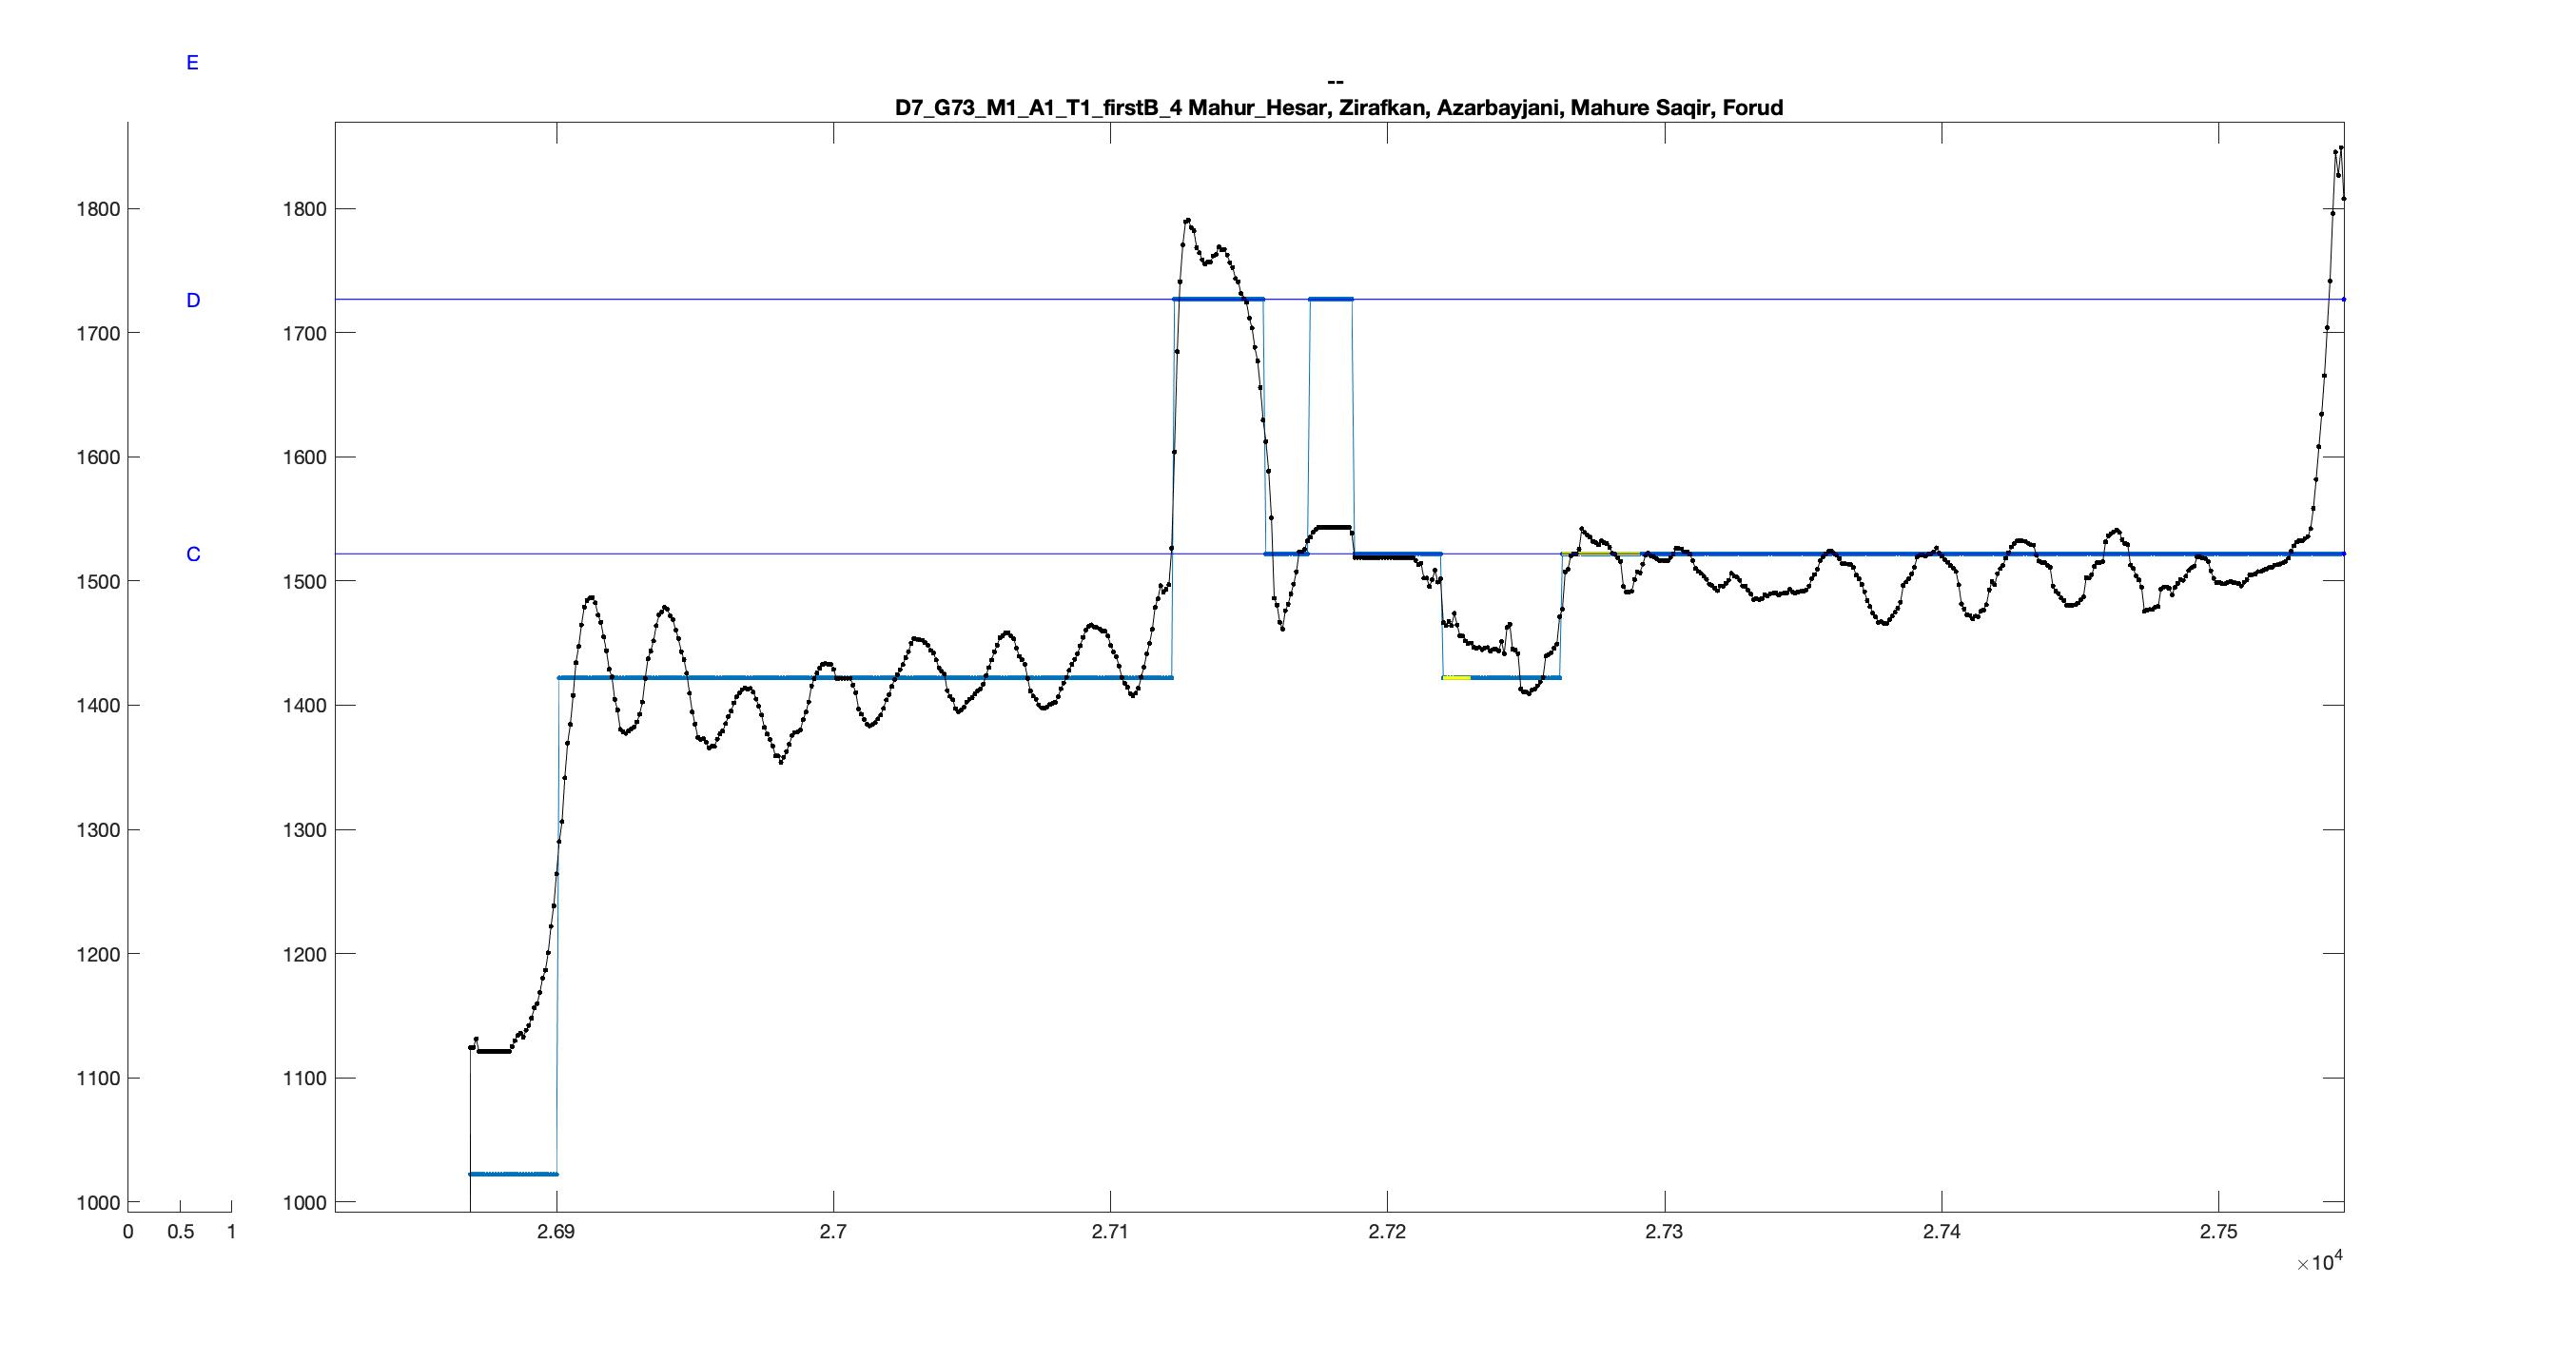 E
--
D7_G73_M1_A1_T1_firstB_4 Mahur_Hesar, Zirafkan, Azarbayjani, Mahure Saqir, Forud
1800 1800
D
1700 1700
1600 1600
C
1500 1500
1400 1400
1300 1300
1200 1200
1100 1100
1000 1000
0 0.5 1 2.69 2.7 2.71 2.72 2.73 2.74 2.75
×10^4